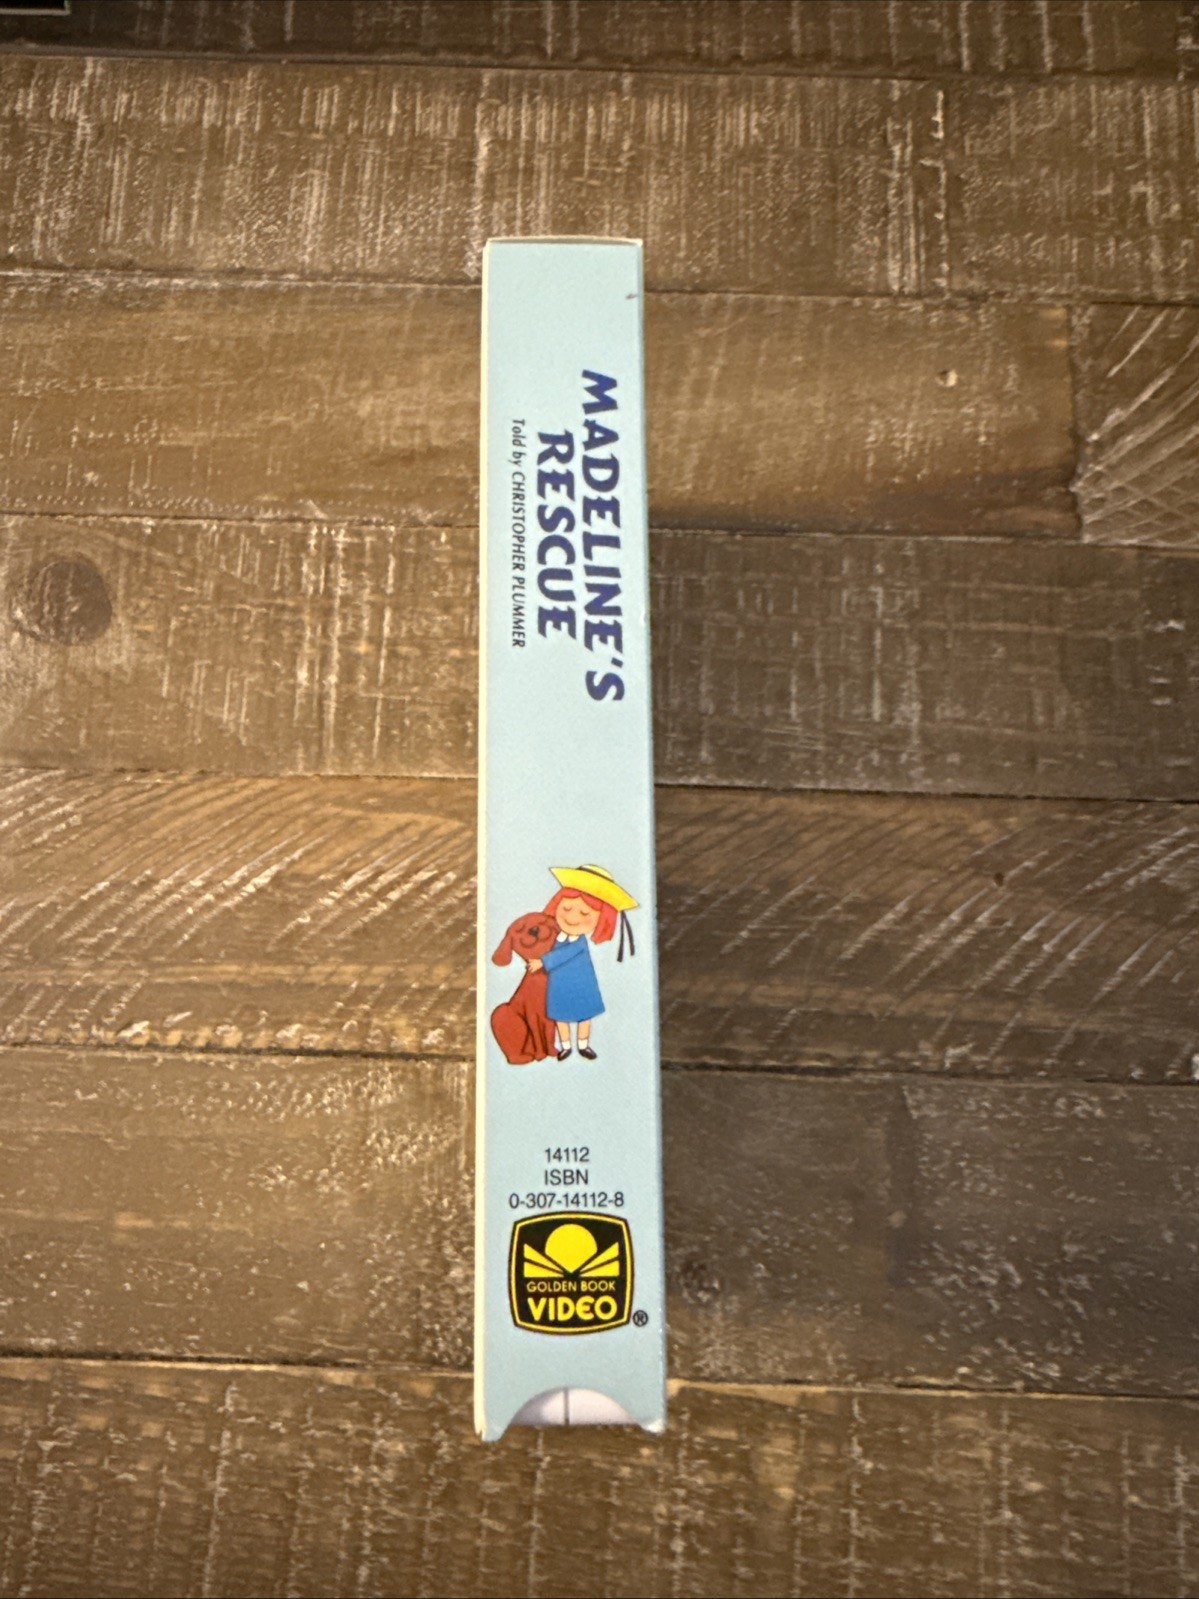 MADELINE'S
RESCUE
Told by CHRISTOPHER PLUMMER
14112
ISBN
0-307-14112-8
GOLDEN BOOK
VIDEO
®